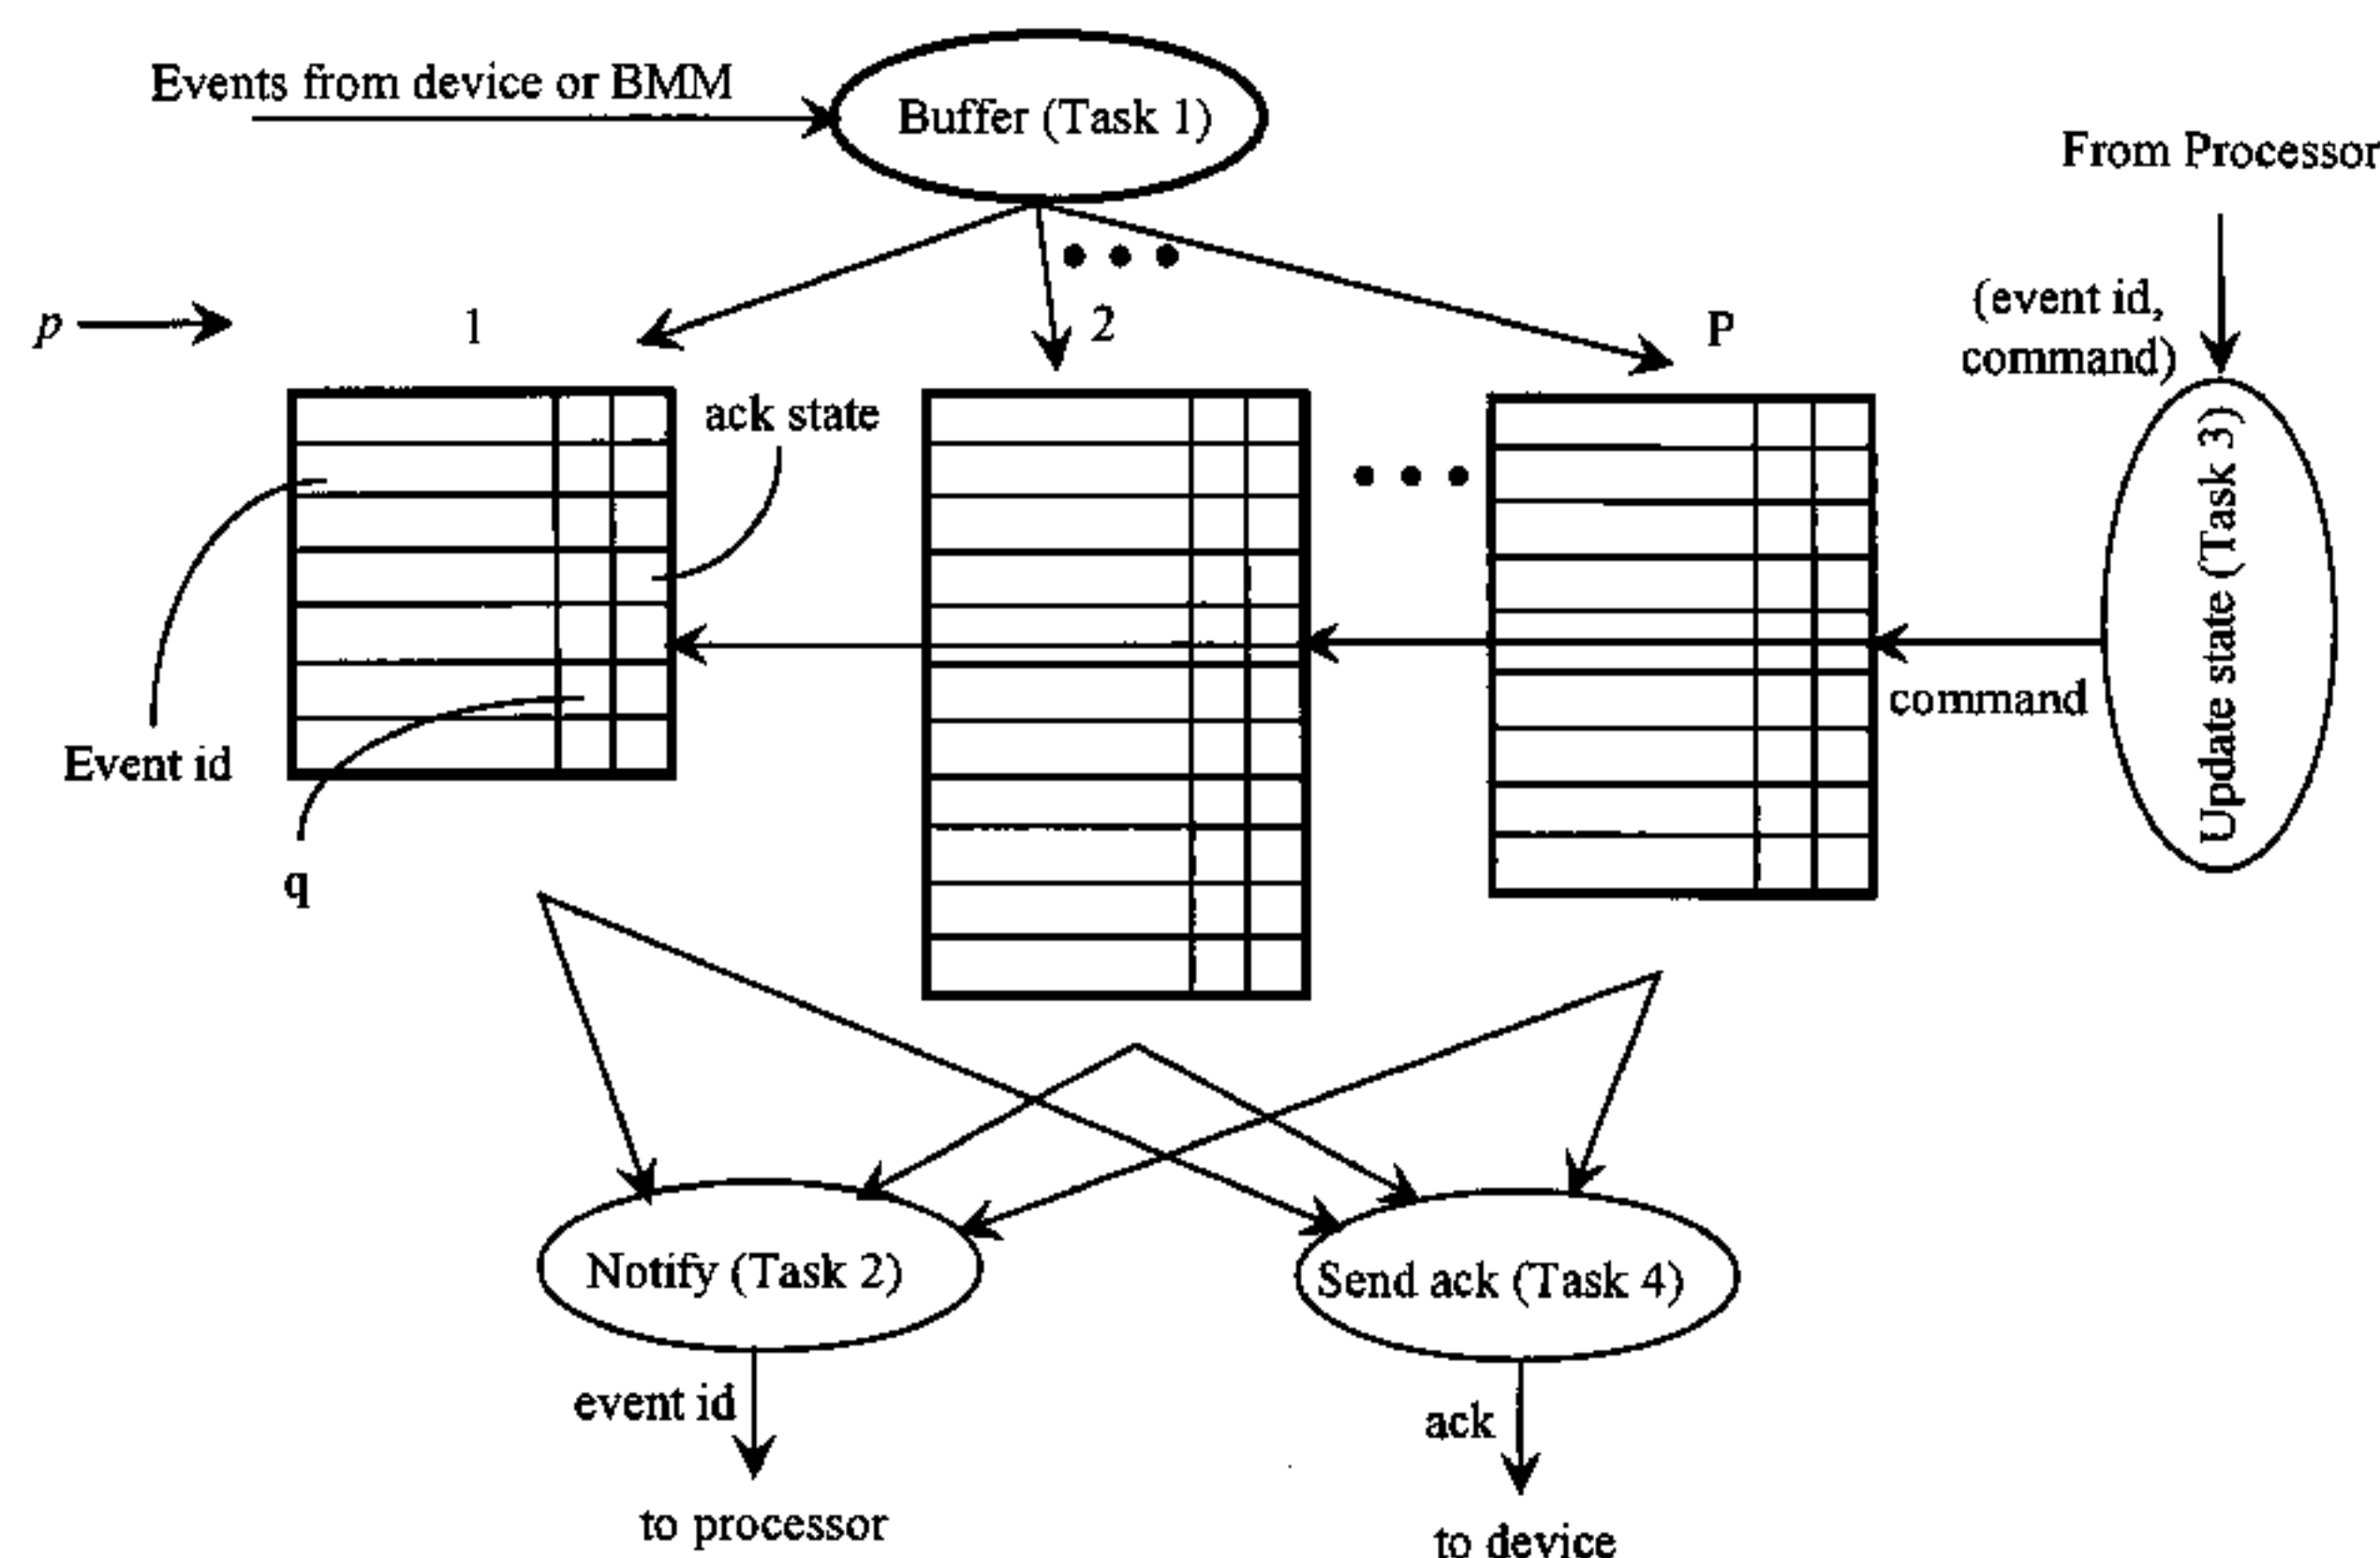 Events from device or BMM
Buffer (Task 1)
From Processor
p
1
2
P
(event id,
command)
ack state
Update state (Task 3)
command
Event id
q
Notify (Task 2)
Send ack (Task 4)
event id
ack
to processor
to device